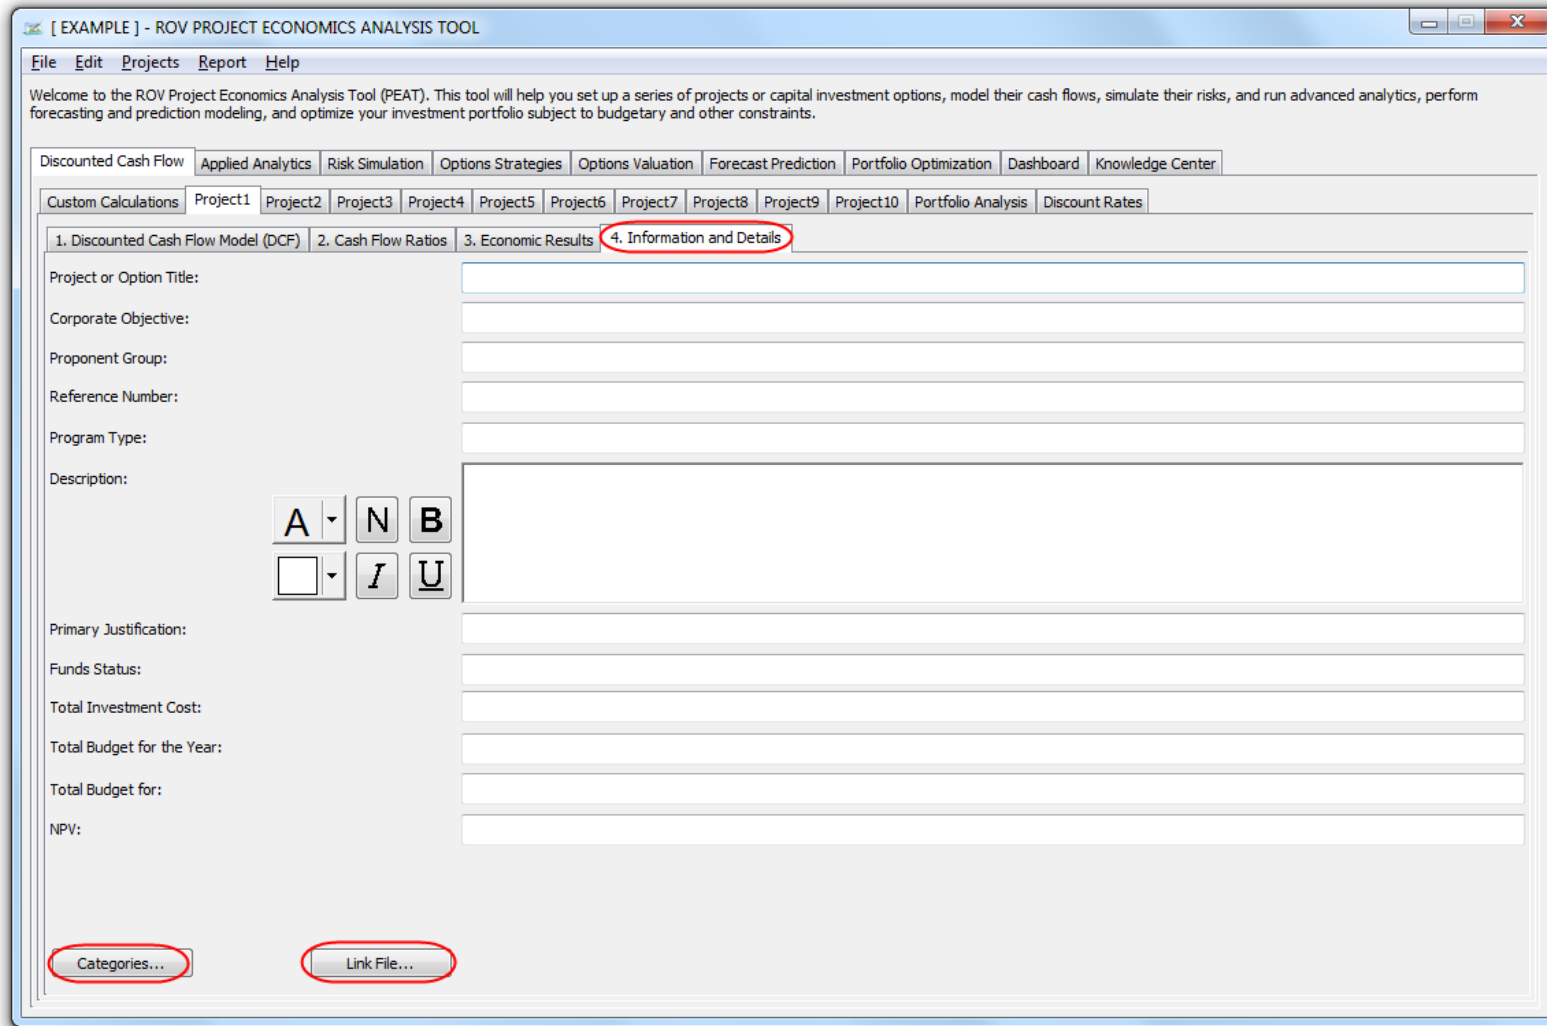 [ EXAMPLE ] - ROV PROJECT ECONOMICS ANALYSIS TOOL
File Edit Projects Report Help
Welcome to the ROV Project Economics Analysis Tool (PEAT). This tool will help you set up a series of projects or capital investment options, model their cash flows, simulate their risks, and run advanced analytics, perform
forecasting and prediction modeling, and optimize your investment portfolio subject to budgetary and other constraints.
Discounted Cash Flow Applied Analytics Risk Simulation Options Strategies Options Valuation Forecast Prediction Portfolio Optimization Dashboard Knowledge Center
Custom Calculations Project1 Project2 Project3 Project4 Project5 Project6 Project7 Project8 Project9 Project10 Portfolio Analysis Discount Rates
1. Discounted Cash Flow Model (DCF) 2. Cash Flow Ratios 3. Economic Results 4. Information and Details
Project or Option Title:
Corporate Objective:
Proponent Group:
Reference Number:
Program Type:
Description:
A N B
I U
Primary Justification:
Funds Status:
Total Investment Cost:
Total Budget for the Year:
Total Budget for:
NPV:
Categories... Link File...